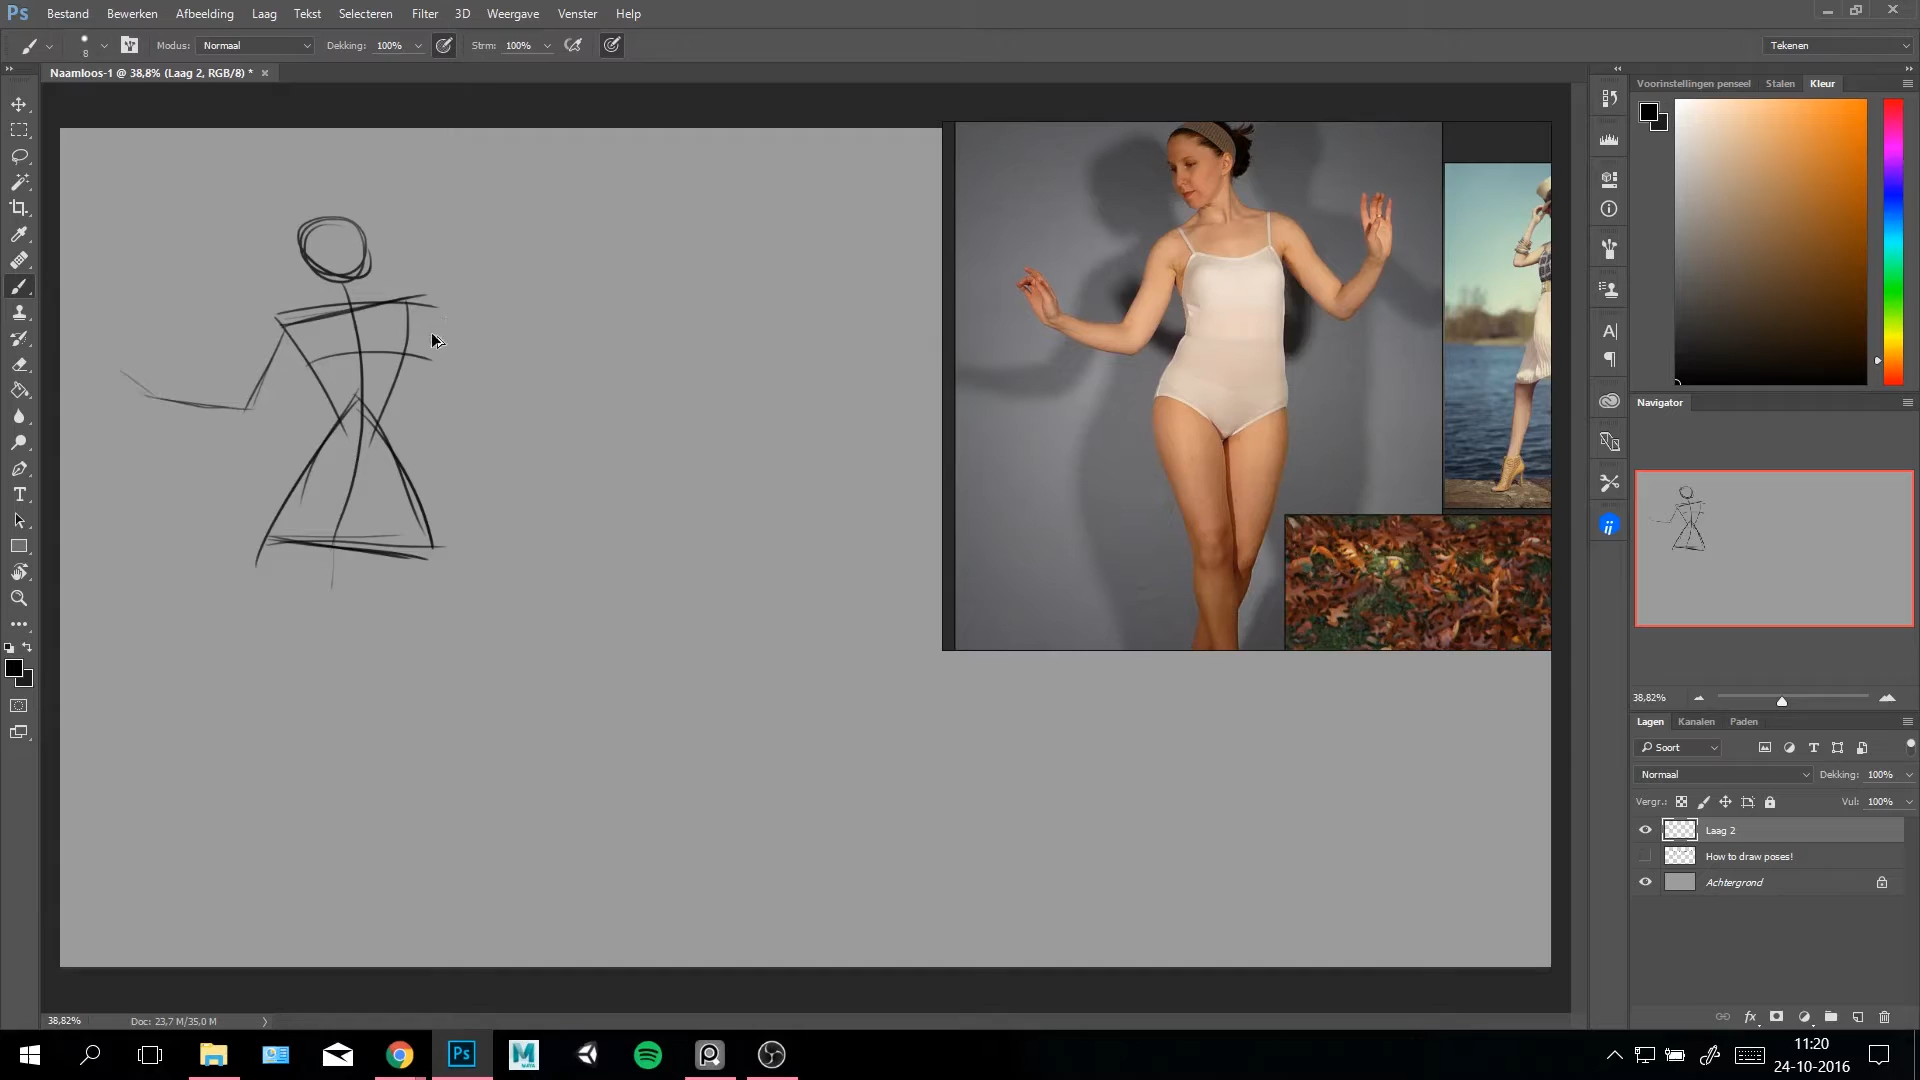 Ps Bestand Bewerken Afbeelding Laag Tekst Selecteren Filter 3D Weergave Venster Help
8 Modus: Normaal Dekking: 100% Strm: 100% Tekenen
Naamloos-1 @ 38,8% (Laag 2, RGB/8) *
Voorinstellingen penseel Stalen Kleur
Navigator
38,82%
Lagen Kanalen Paden
Soort
Normaal Dekking: 100%
Vergr.: Vul: 100%
Laag 2
How to draw poses!
Achtergrond
38,82% Doc: 23,7 M/35,0 M
Ps
11:20
24-10-2016